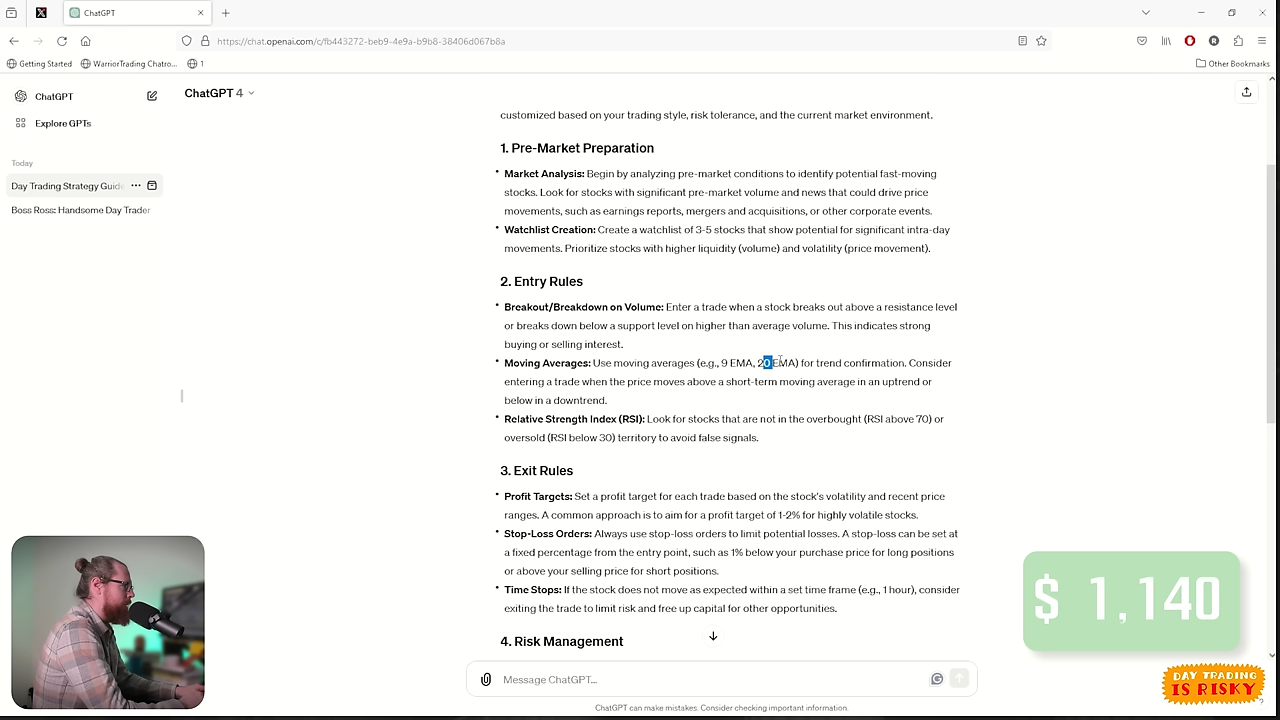 ChatGPT
https://chat.openai.com/c/fb443272-beb9-4e9a-b9b8-38406d067b8a
Getting Started
WarriorTrading Chatro...
1
Other Bookmarks
ChatGPT
Explore GPTs
Today
Day Trading Strategy Guid
Boss Ross: Handsome Day Trader
ChatGPT 4
customized based on your trading style, risk tolerance, and the current market environment.
1. Pre-Market Preparation
• Market Analysis: Begin by analyzing pre-market conditions to identify potential fast-moving
stocks. Look for stocks with significant pre-market volume and news that could drive price
movements, such as earnings reports, mergers and acquisitions, or other corporate events.
• Watchlist Creation: Create a watchlist of 3-5 stocks that show potential for significant intra-day
movements. Prioritize stocks with higher liquidity (volume) and volatility (price movement).
2. Entry Rules
• Breakout/Breakdown on Volume: Enter a trade when a stock breaks out above a resistance level
or breaks down below a support level on higher than average volume. This indicates strong
buying or selling interest.
• Moving Averages: Use moving averages (e.g., 9 EMA, 20 EMA) for trend confirmation. Consider
entering a trade when the price moves above a short-term moving average in an uptrend or
below in a downtrend.
• Relative Strength Index (RSI): Look for stocks that are not in the overbought (RSI above 70) or
oversold (RSI below 30) territory to avoid false signals.
3. Exit Rules
• Profit Targets: Set a profit target for each trade based on the stock's volatility and recent price
ranges. A common approach is to aim for a profit target of 1-2% for highly volatile stocks.
• Stop-Loss Orders: Always use stop-loss orders to limit potential losses. A stop-loss can be set at
a fixed percentage from the entry point, such as 1% below your purchase price for long positions
or above your selling price for short positions.
• Time Stops: If the stock does not move as expected within a set time frame (e.g., 1 hour), consider
exiting the trade to limit risk and free up capital for other opportunities.
4. Risk Management
Message ChatGPT...
ChatGPT can make mistakes. Consider checking important information.
$ 1,140
DAY TRADING
IS RISKY